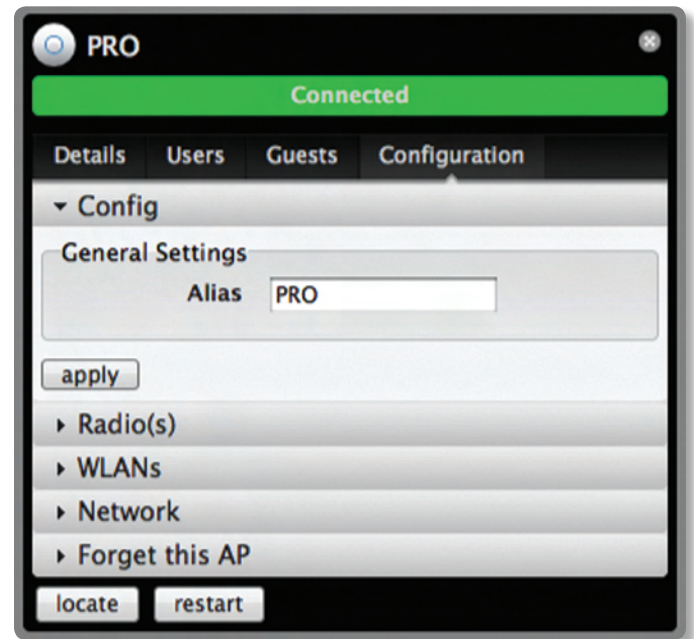 PRO
Connected
Details Users Guests Configuration
Config
General Settings
Alias PRO
apply
Radio(s)
WLANs
Network
Forget this AP
locate restart